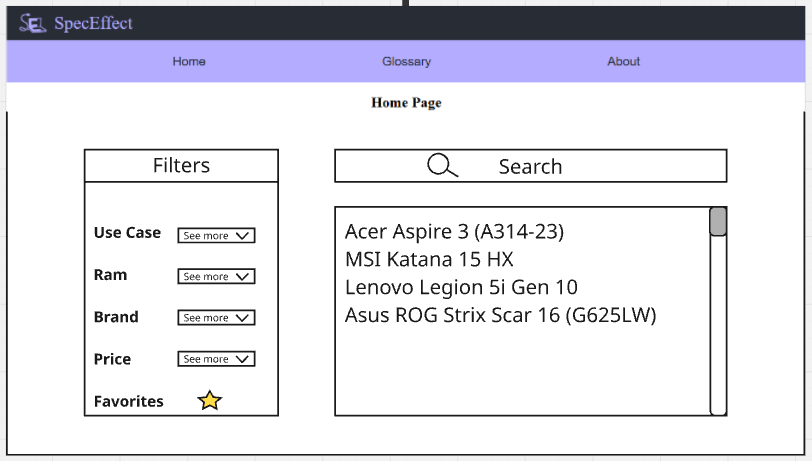 SEL SpecEffect
Home Glossary About
Home Page
Filters
Use Case See more
Ram See more
Brand See more
Price See more
Favorites
Search
Acer Aspire 3 (A314-23)
MSI Katana 15 HX
Lenovo Legion 5i Gen 10
Asus ROG Strix Scar 16 (G625LW)